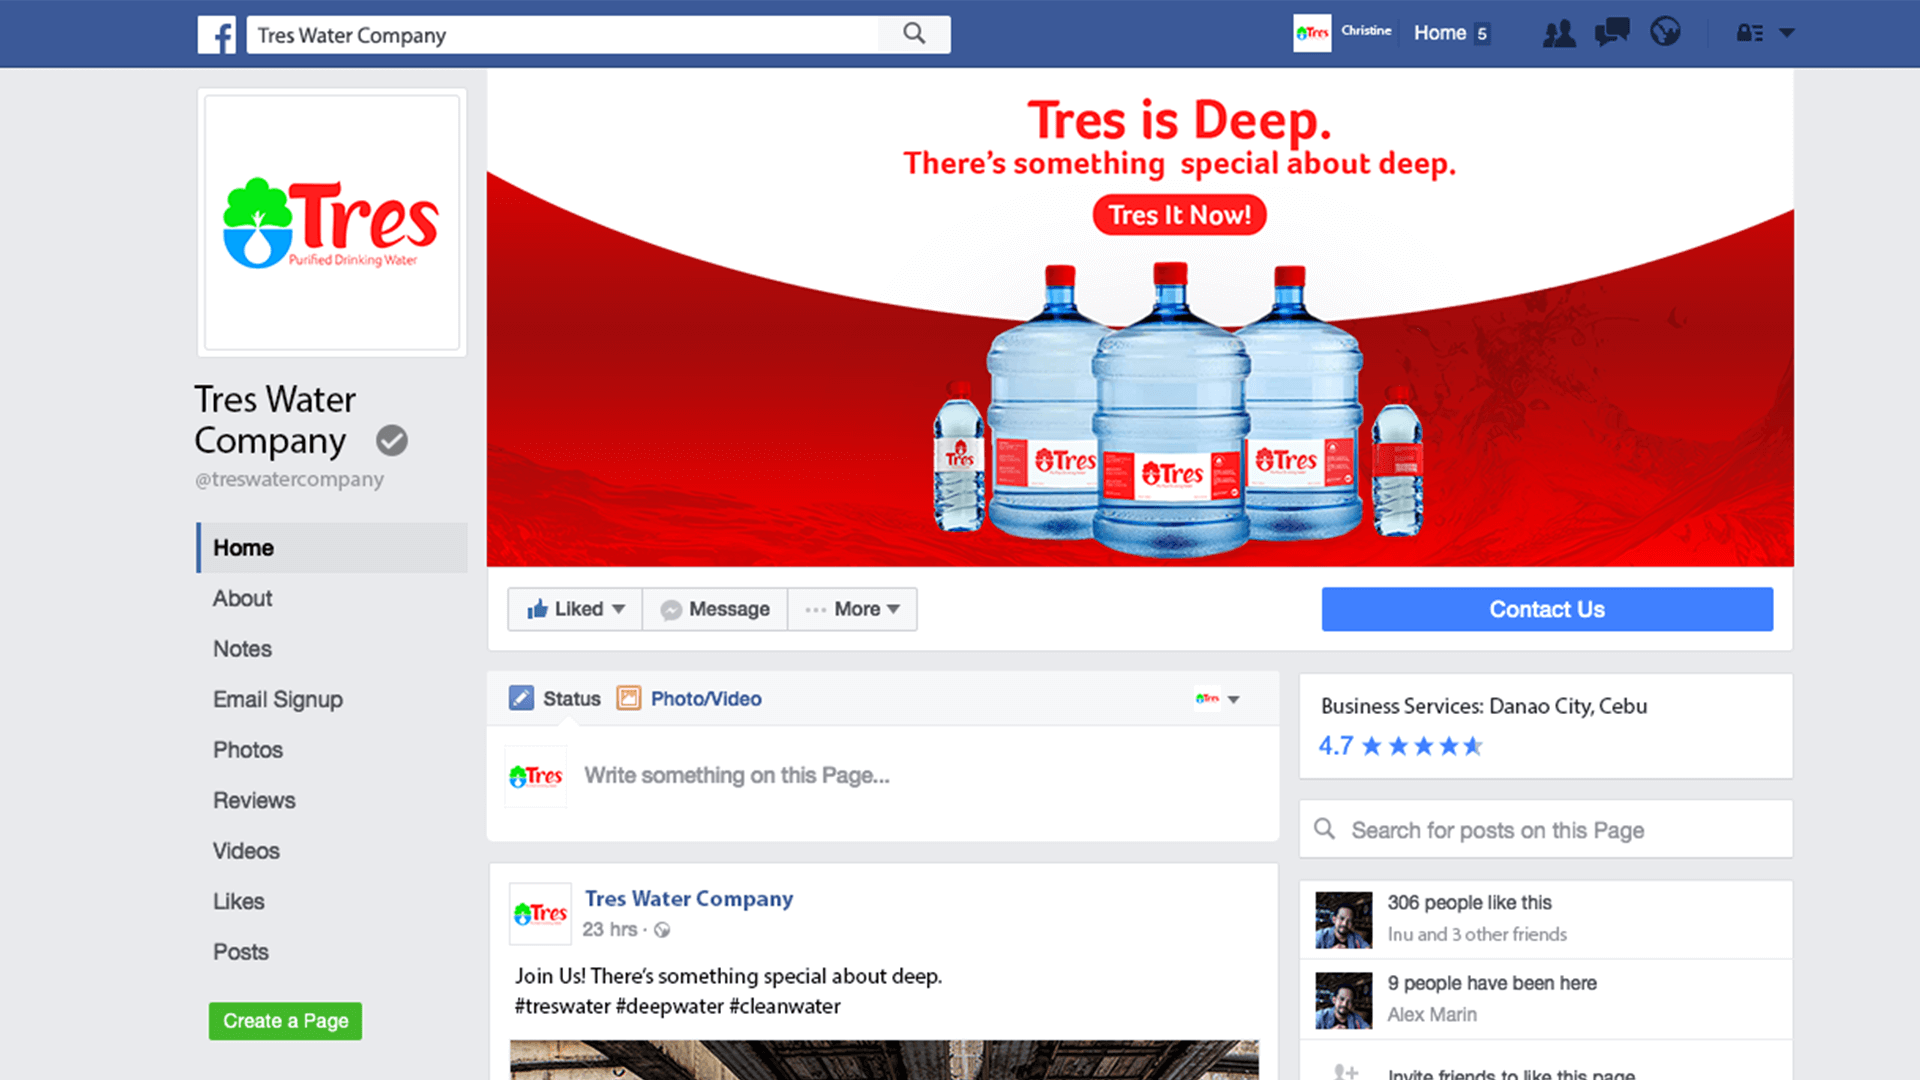 Tres Water Company
Tres
Christine
Home 5
Tres
Purified Drinking Water
Tres is Deep.
There's something special about deep.
Tres It Now!
Tres
Tres
Tres
Tres
Tres Water
Company
@treswatercompany
Home
About
Notes
Email Signup
Photos
Reviews
Videos
Likes
Posts
Create a Page
Liked
Message
More
Contact Us
Status
Photo/Video
Tres
Tres
Write something on this Page...
Tres
Tres Water Company
23 hrs ·
Join Us! There's something special about deep.
#treswater #deepwater #cleanwater
Business Services: Danao City, Cebu
4.7
Search for posts on this Page
306 people like this
Inu and 3 other friends
9 people have been here
Alex Marin
Invite friends to like this page